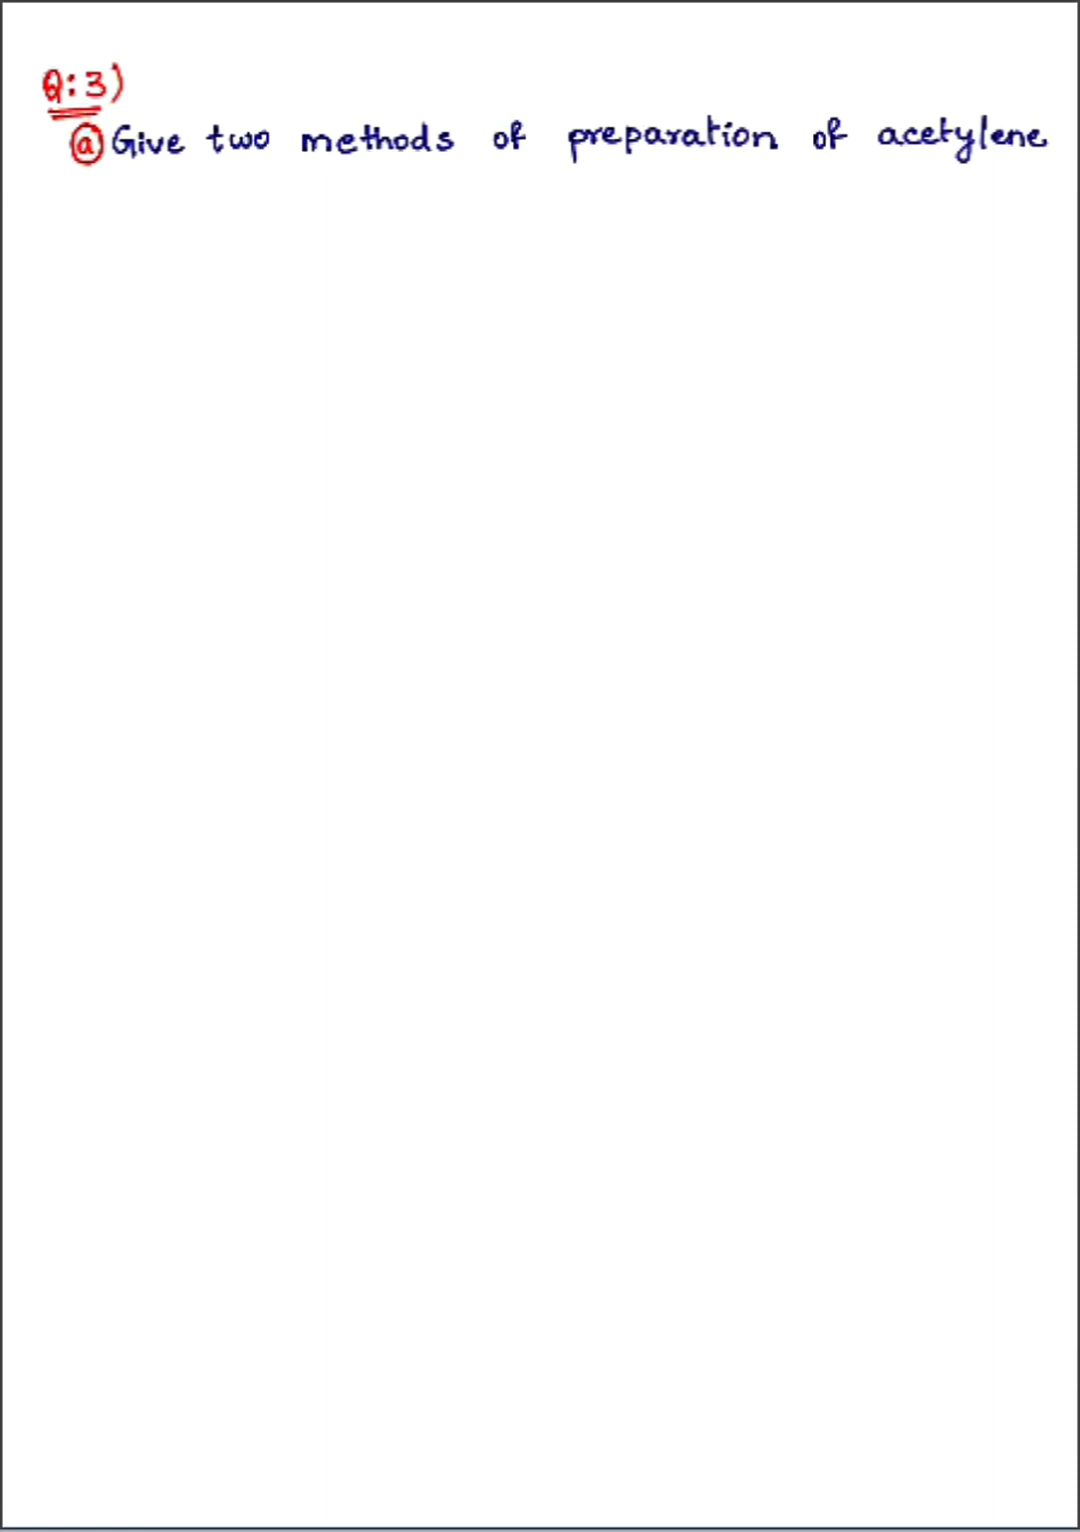 Q:3)
(a) Give two methods of preparation of acetylene